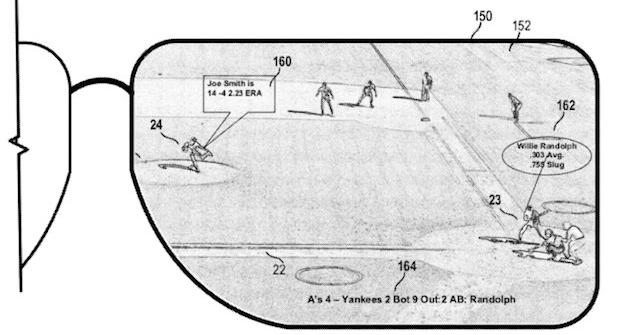 150
152
160
Joe Smith is
14 -4 2.23 ERA
162
24
Willie Randolph
.303 Avg.
.755 Slug
23
22
164
A's 4 – Yankees 2 Bot 9 Out: 2 AB: Randolph